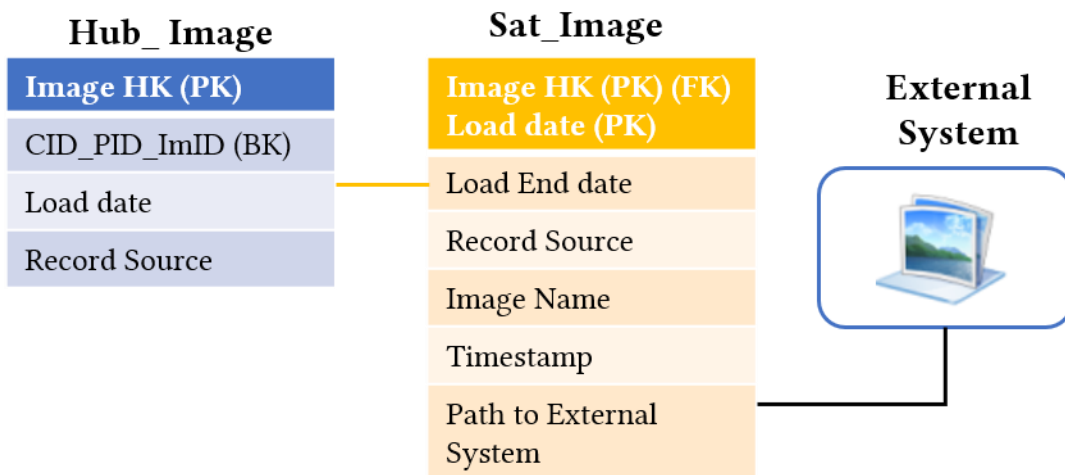 Hub_ Image
Image HK (PK)
CID_PID_ImID (BK)
Load date
Record Source
Sat_Image
Image HK (PK) (FK)
Load date (PK)
Load End date
Record Source
Image Name
Timestamp
Path to External
System
External
System